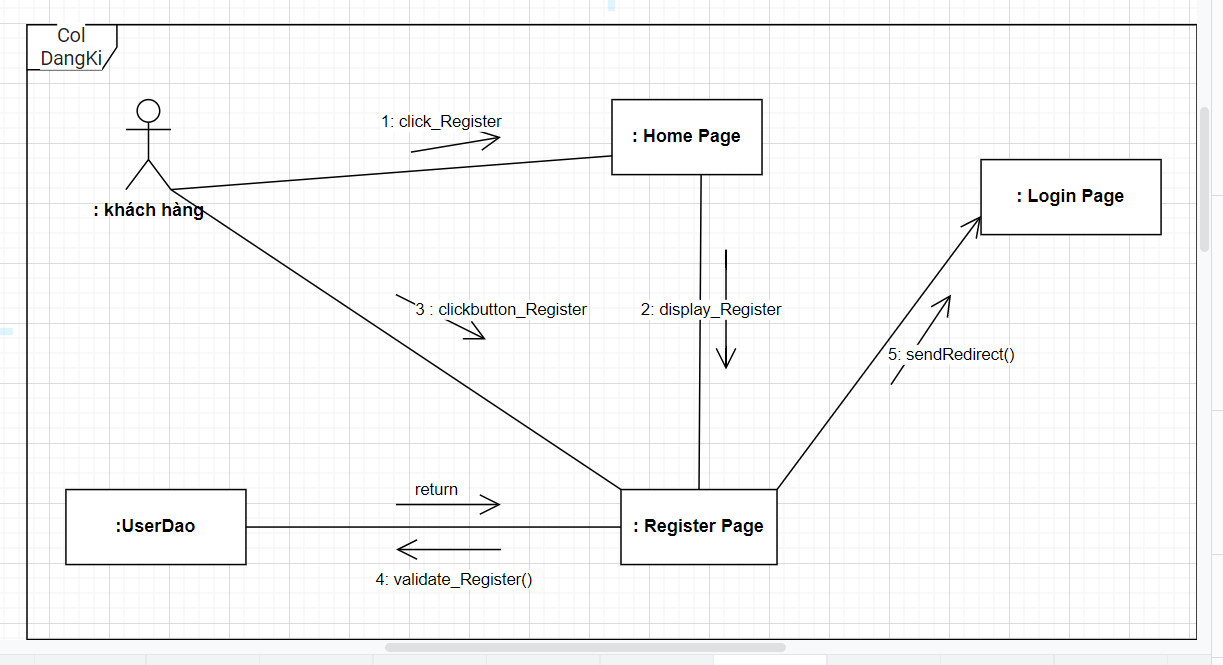 Col
DangKi
1: click_Register
: Home Page
: Login Page
: khách hàng
3 : clickbutton_Register
2: display_Register
5: sendRedirect()
return
:UserDao
: Register Page
4: validate_Register()